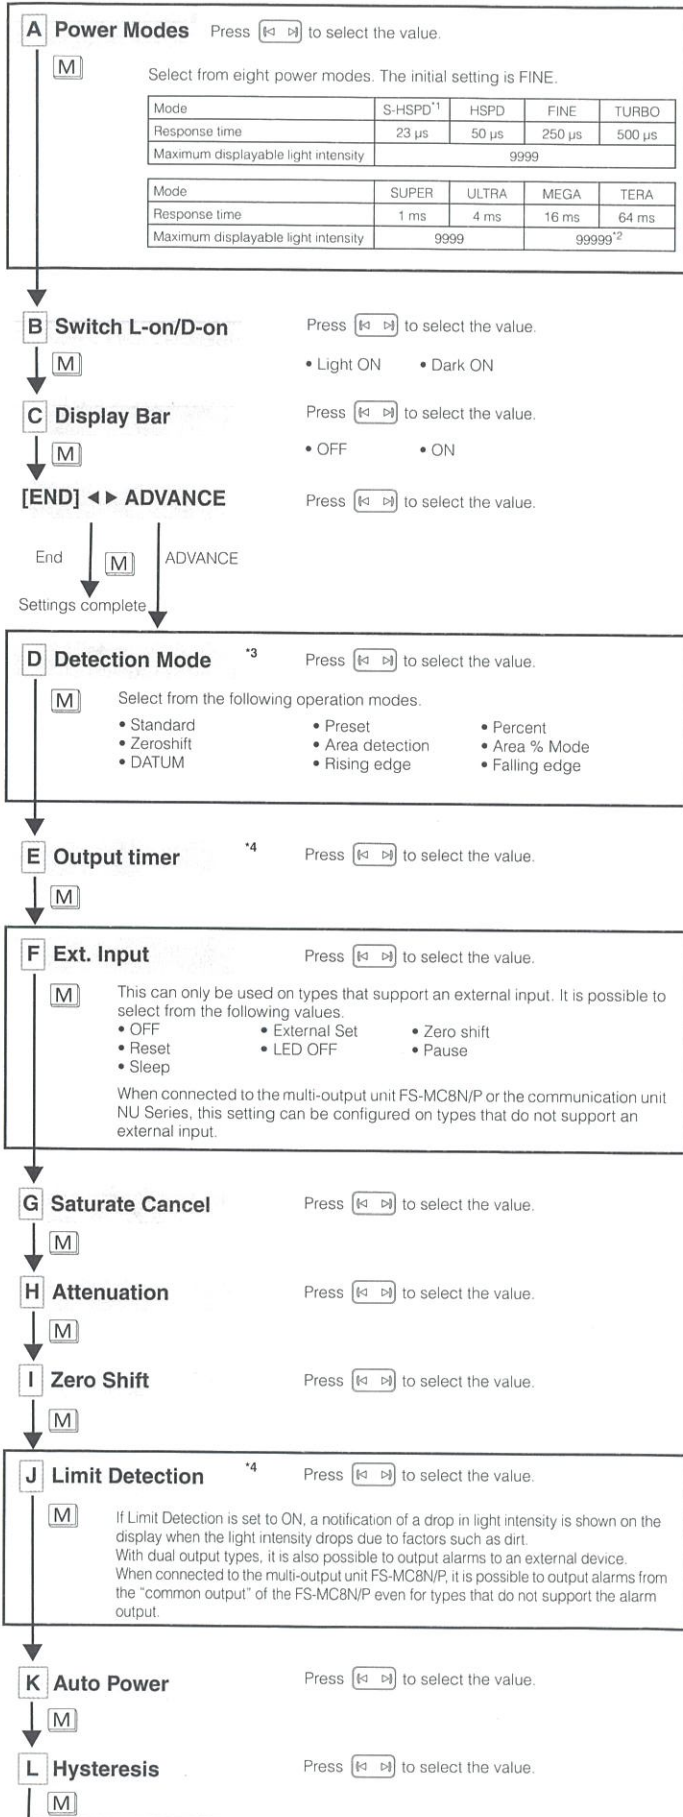 A Power Modes Press to select the value.
M
Select from eight power modes. The initial setting is FINE.
Mode S-HSPD*1 HSPD FINE TURBO
Response time 23 µs 50 µs 250 µs 500 µs
Maximum displayable light intensity 9999
Mode SUPER ULTRA MEGA TERA
Response time 1 ms 4 ms 16 ms 64 ms
Maximum displayable light intensity 9999 99999*2
B Switch L-on/D-on Press to select the value.
M • Light ON • Dark ON
C Display Bar Press to select the value.
M • OFF • ON
[END] ◄► ADVANCE Press to select the value.
End M ADVANCE
Settings complete
D Detection Mode *3 Press to select the value.
M Select from the following operation modes.
• Standard • Preset • Percent
• Zeroshift • Area detection • Area % Mode
• DATUM • Rising edge • Falling edge
E Output timer *4 Press to select the value.
M
F Ext. Input Press to select the value.
M This can only be used on types that support an external input. It is possible to
select from the following values.
• OFF • External Set • Zero shift
• Reset • LED OFF • Pause
• Sleep
When connected to the multi-output unit FS-MC8N/P or the communication unit
NU Series, this setting can be configured on types that do not support an
external input.
G Saturate Cancel Press to select the value.
M
H Attenuation Press to select the value.
M
I Zero Shift Press to select the value.
M
J Limit Detection *4 Press to select the value.
M If Limit Detection is set to ON, a notification of a drop in light intensity is shown on the
display when the light intensity drops due to factors such as dirt.
With dual output types, it is also possible to output alarms to an external device.
When connected to the multi-output unit FS-MC8N/P, it is possible to output alarms from
the "common output" of the FS-MC8N/P even for types that do not support the alarm
output.
K Auto Power Press to select the value.
M
L Hysteresis Press to select the value.
M